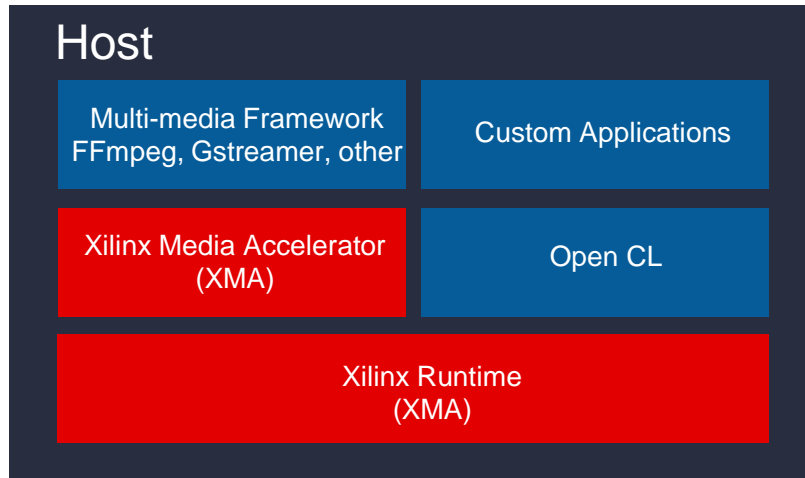 Host
Multi-media Framework
FFmpeg, Gstreamer, other
Custom Applications
Xilinx Media Accelerator
(XMA)
Open CL
Xilinx Runtime
(XMA)